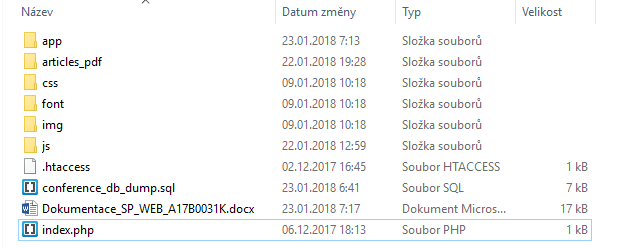 Název Datum změny Typ Velikost
app 23.01.2018 7:13 Složka souborů
articles_pdf 22.01.2018 19:28 Složka souborů
css 09.01.2018 10:18 Složka souborů
font 09.01.2018 10:18 Složka souborů
img 09.01.2018 10:18 Složka souborů
js 22.01.2018 12:59 Složka souborů
.htaccess 02.12.2017 16:45 Soubor HTACCESS 1 kB
conference_db_dump.sql 23.01.2018 6:41 Soubor SQL 7 kB
Dokumentace_SP_WEB_A17B0031K.docx 23.01.2018 7:17 Dokument Micros... 17 kB
index.php 06.12.2017 18:13 Soubor PHP 1 kB